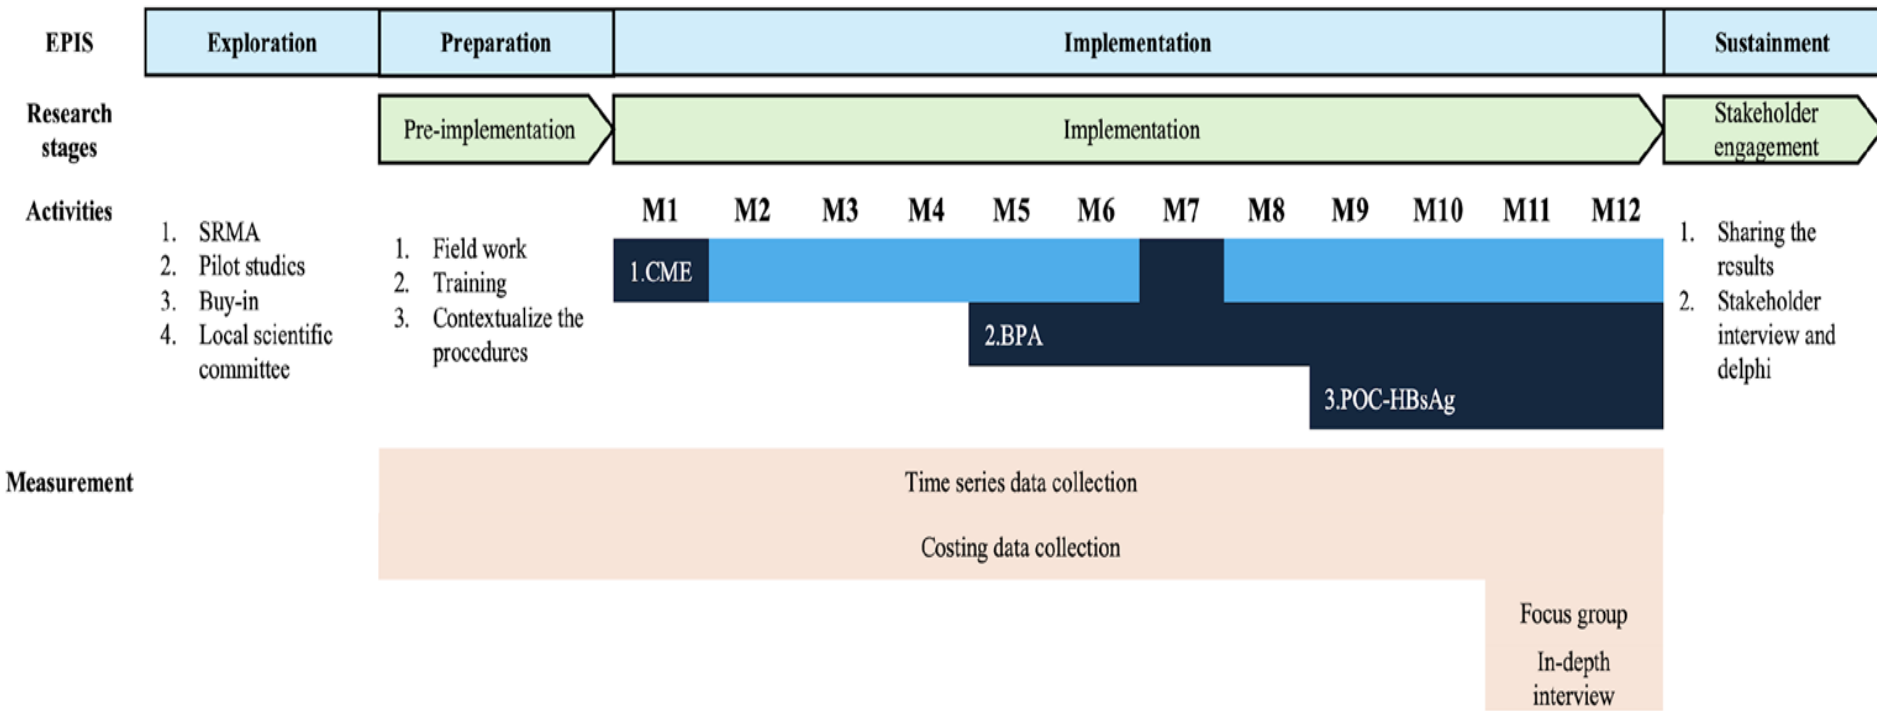 EPIS Exploration Preparation Implementation Sustainment
Research stages
Pre-implementation
Implementation
Stakeholder
engagement
Activities
1. SRMA
2. Pilot studies
3. Buy-in
4. Local scientific
committee
1. Field work
2. Training
3. Contextualize the
procedures
M1 M2 M3 M4 M5 M6 M7 M8 M9 M10 M11 M12
1.CME
2.BPA
3.POC-HBsAg
1. Sharing the
results
2. Stakeholder
interview and
delphi
Measurement
Time series data collection
Costing data collection
Focus group
In-depth
interview